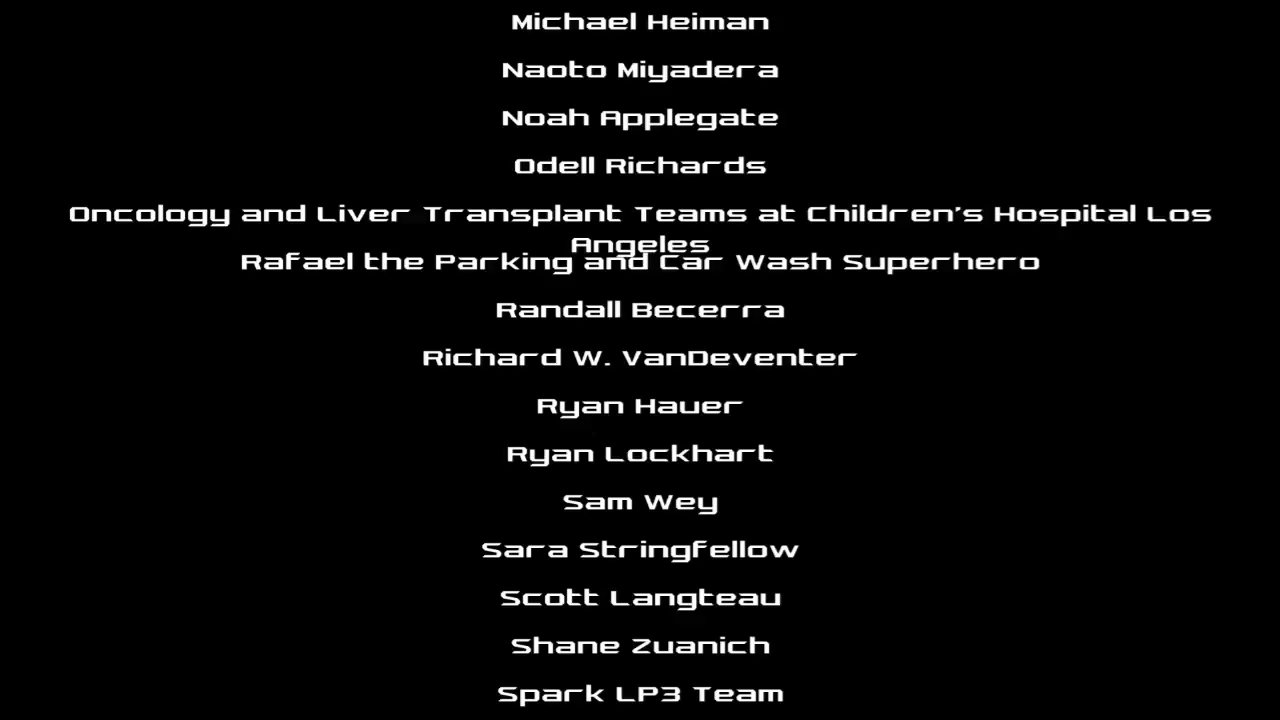 Michael Heiman
Naoto Miyadera
Noah Applegate
Odell Richards
Oncology and Liver Transplant Teams at Children's Hospital Los
Angeles
Rafael the Parking and Car Wash Superhero
Randall Becerra
Richard W. VanDeventer
Ryan Hauer
Ryan Lockhart
Sam Wey
Sara Stringfellow
Scott Langteau
Shane Zuanich
Spark LP3 Team